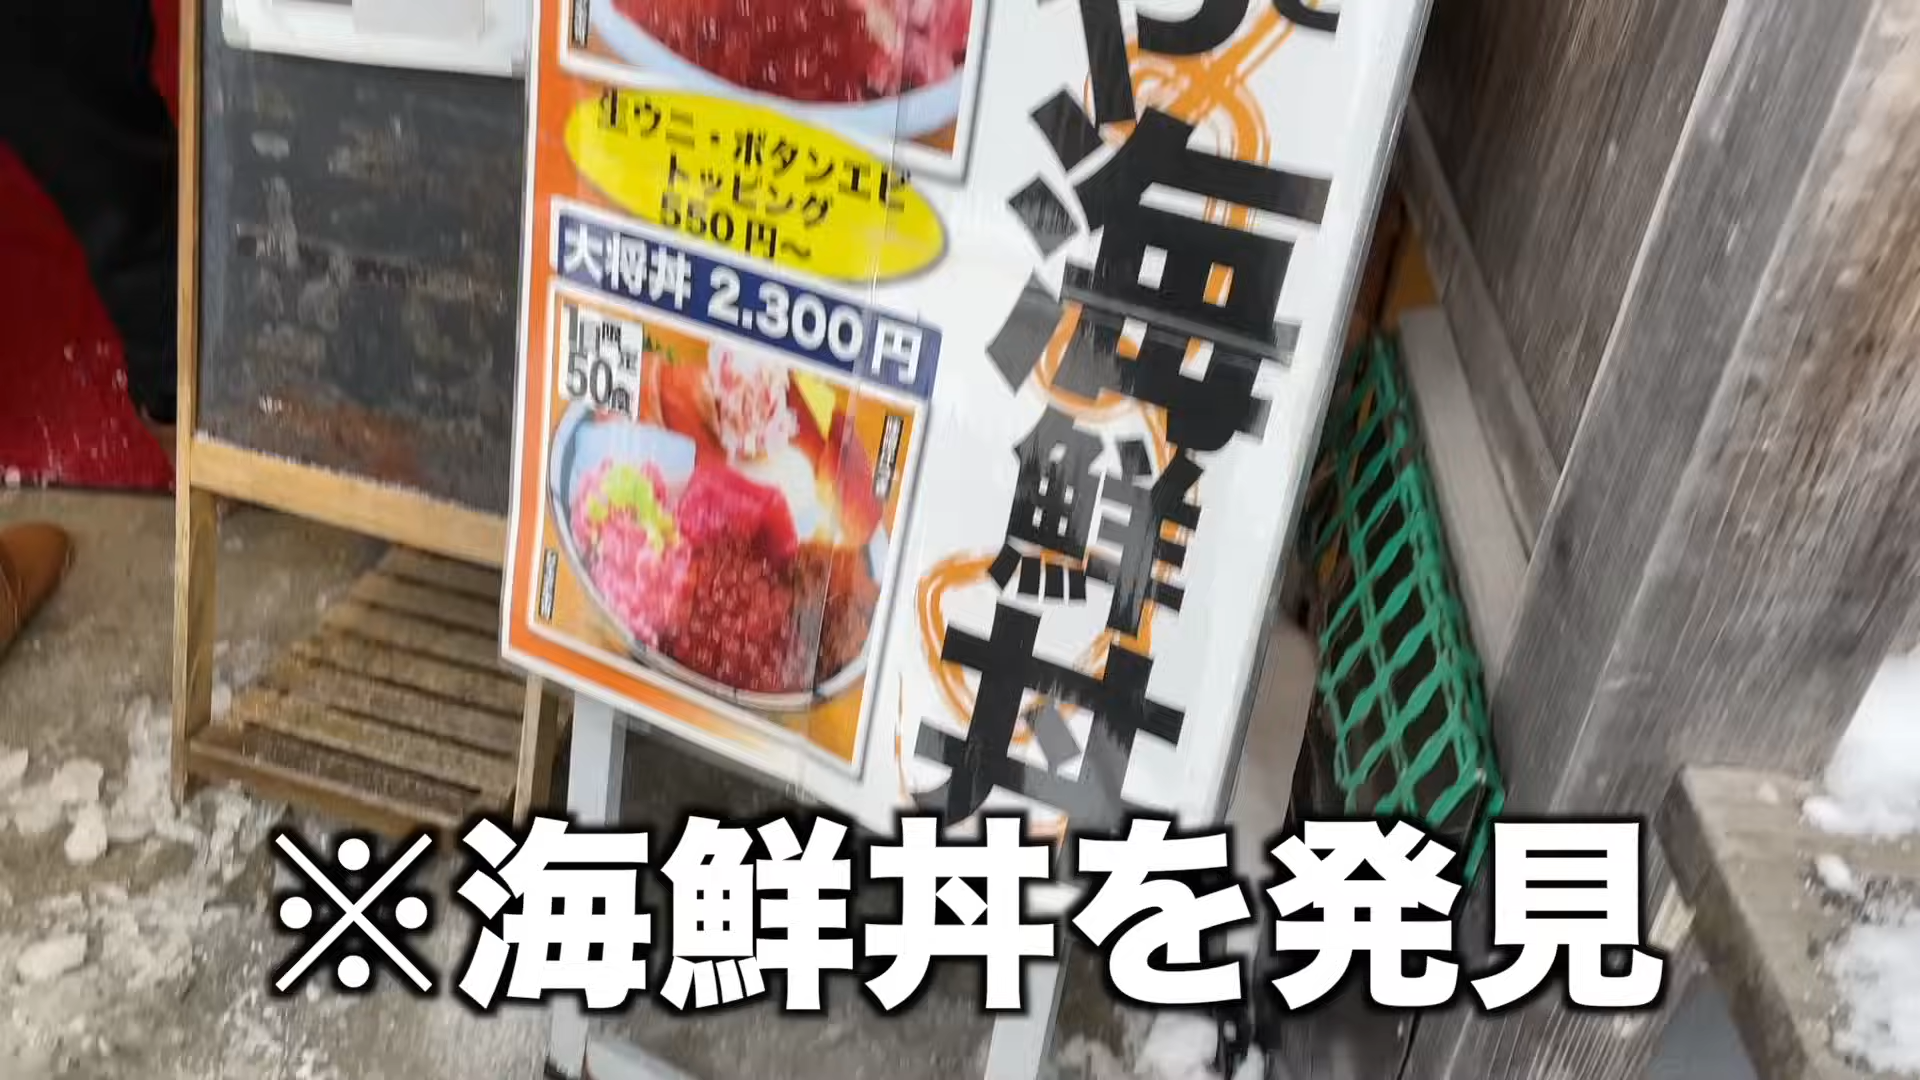 生ウニ・ボタンエビ
トッピング
550円～
大将丼 2.300円
50
海鮮丼
※海鮮丼を発見